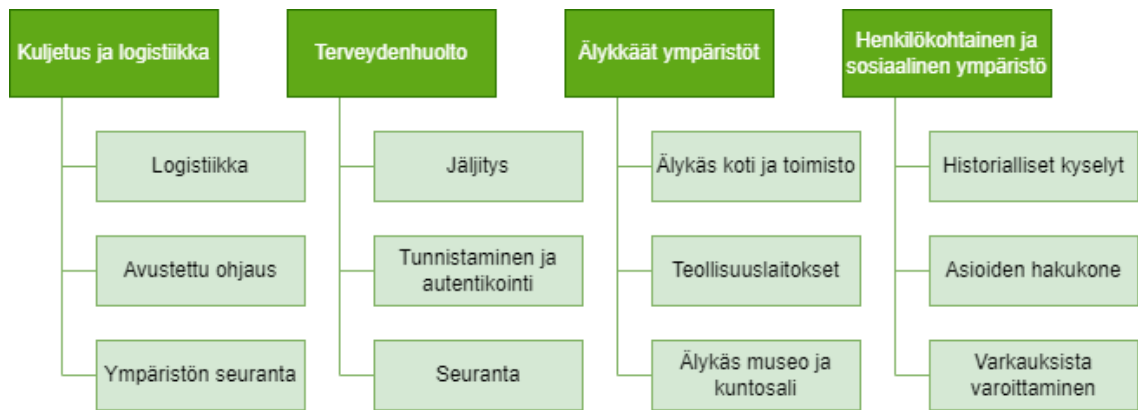 Kuljetus ja logistiikka
Logistiikka
Avustettu ohjaus
Ympäristön seuranta
Terveydenhuolto
Jäljitys
Tunnistaminen ja
autentikointi
Seuranta
Älykkäät ympäristöt
Älykäs koti ja toimisto
Teollisuuslaitokset
Älykäs museo ja
kuntosali
Henkilökohtainen ja
sosiaalinen ympäristö
Historialliset kyselyt
Asioiden hakukone
Varkauksista
varoittaminen